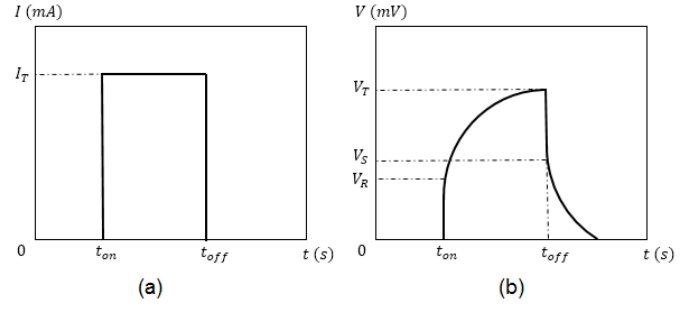 I (mA)
I_T
0
t_on
t_off
t (s)
(a)
V (mV)
V_T
V_S
V_R
0
t_on
t_off
t (s)
(b)